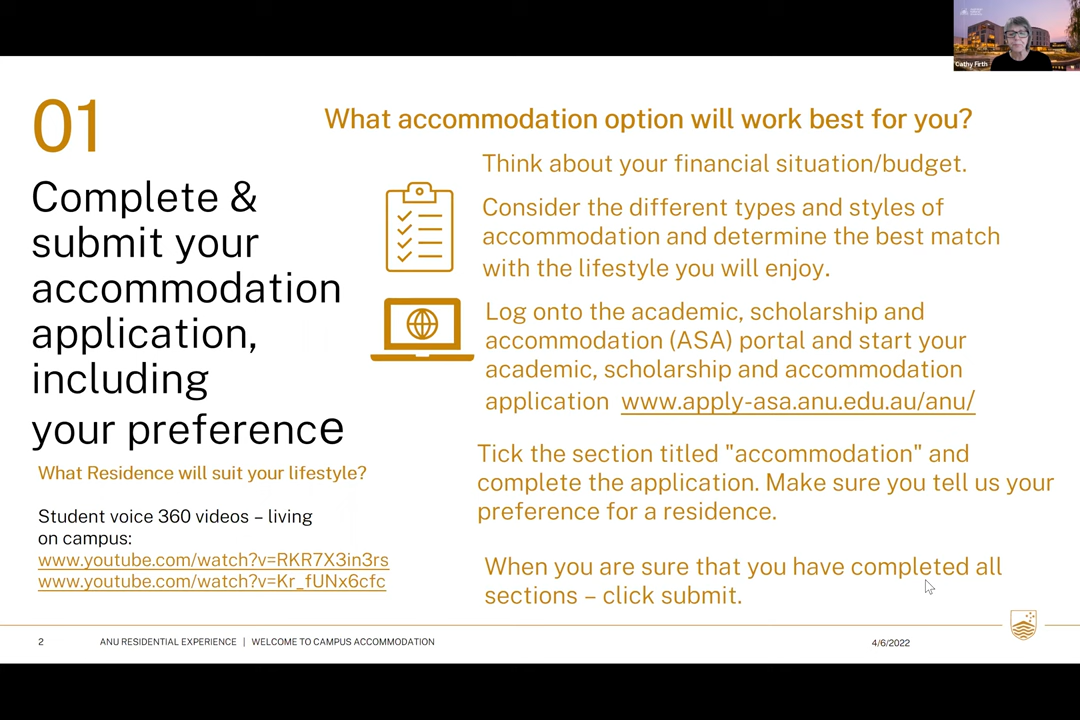 Cathy Firth
01
Complete &
submit your
accommodation
application,
including
your preference
What Residence will suit your lifestyle?
Student voice 360 videos – living
on campus:
www.youtube.com/watch?v=RKR7X3in3rs
www.youtube.com/watch?v=Kr_fUNx6cfc
What accommodation option will work best for you?
Think about your financial situation/budget.
Consider the different types and styles of
accommodation and determine the best match
with the lifestyle you will enjoy.
Log onto the academic, scholarship and
accommodation (ASA) portal and start your
academic, scholarship and accommodation
application www.apply-asa.anu.edu.au/anu/
Tick the section titled "accommodation" and
complete the application. Make sure you tell us your
preference for a residence.
When you are sure that you have completed all
sections – click submit.
2 ANU RESIDENTIAL EXPERIENCE | WELCOME TO CAMPUS ACCOMMODATION 4/6/2022